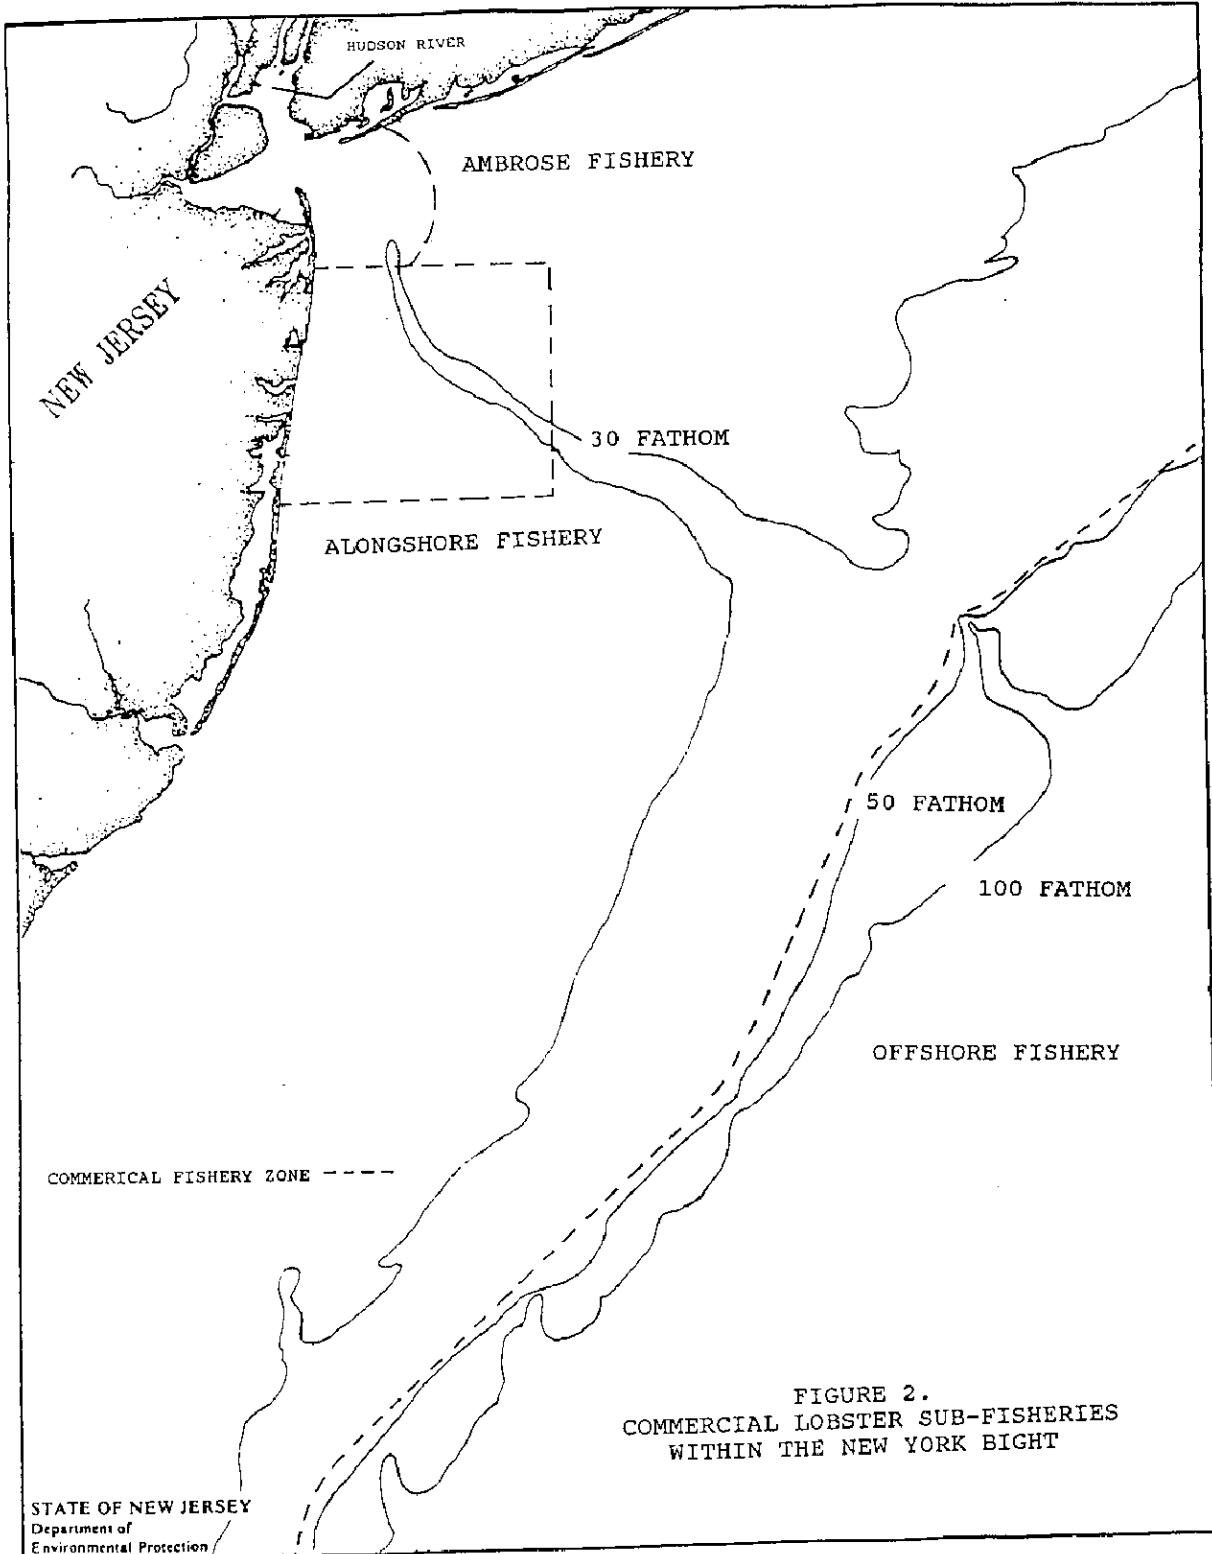 HUDSON RIVER
AMBROSE FISHERY
NEW JERSEY
30 FATHOM
ALONGSHORE FISHERY
50 FATHOM
100 FATHOM
OFFSHORE FISHERY
COMMERICAL FISHERY ZONE ----
FIGURE 2.
COMMERCIAL LOBSTER SUB-FISHERIES
WITHIN THE NEW YORK BIGHT
STATE OF NEW JERSEY
Department of
Environmental Protection